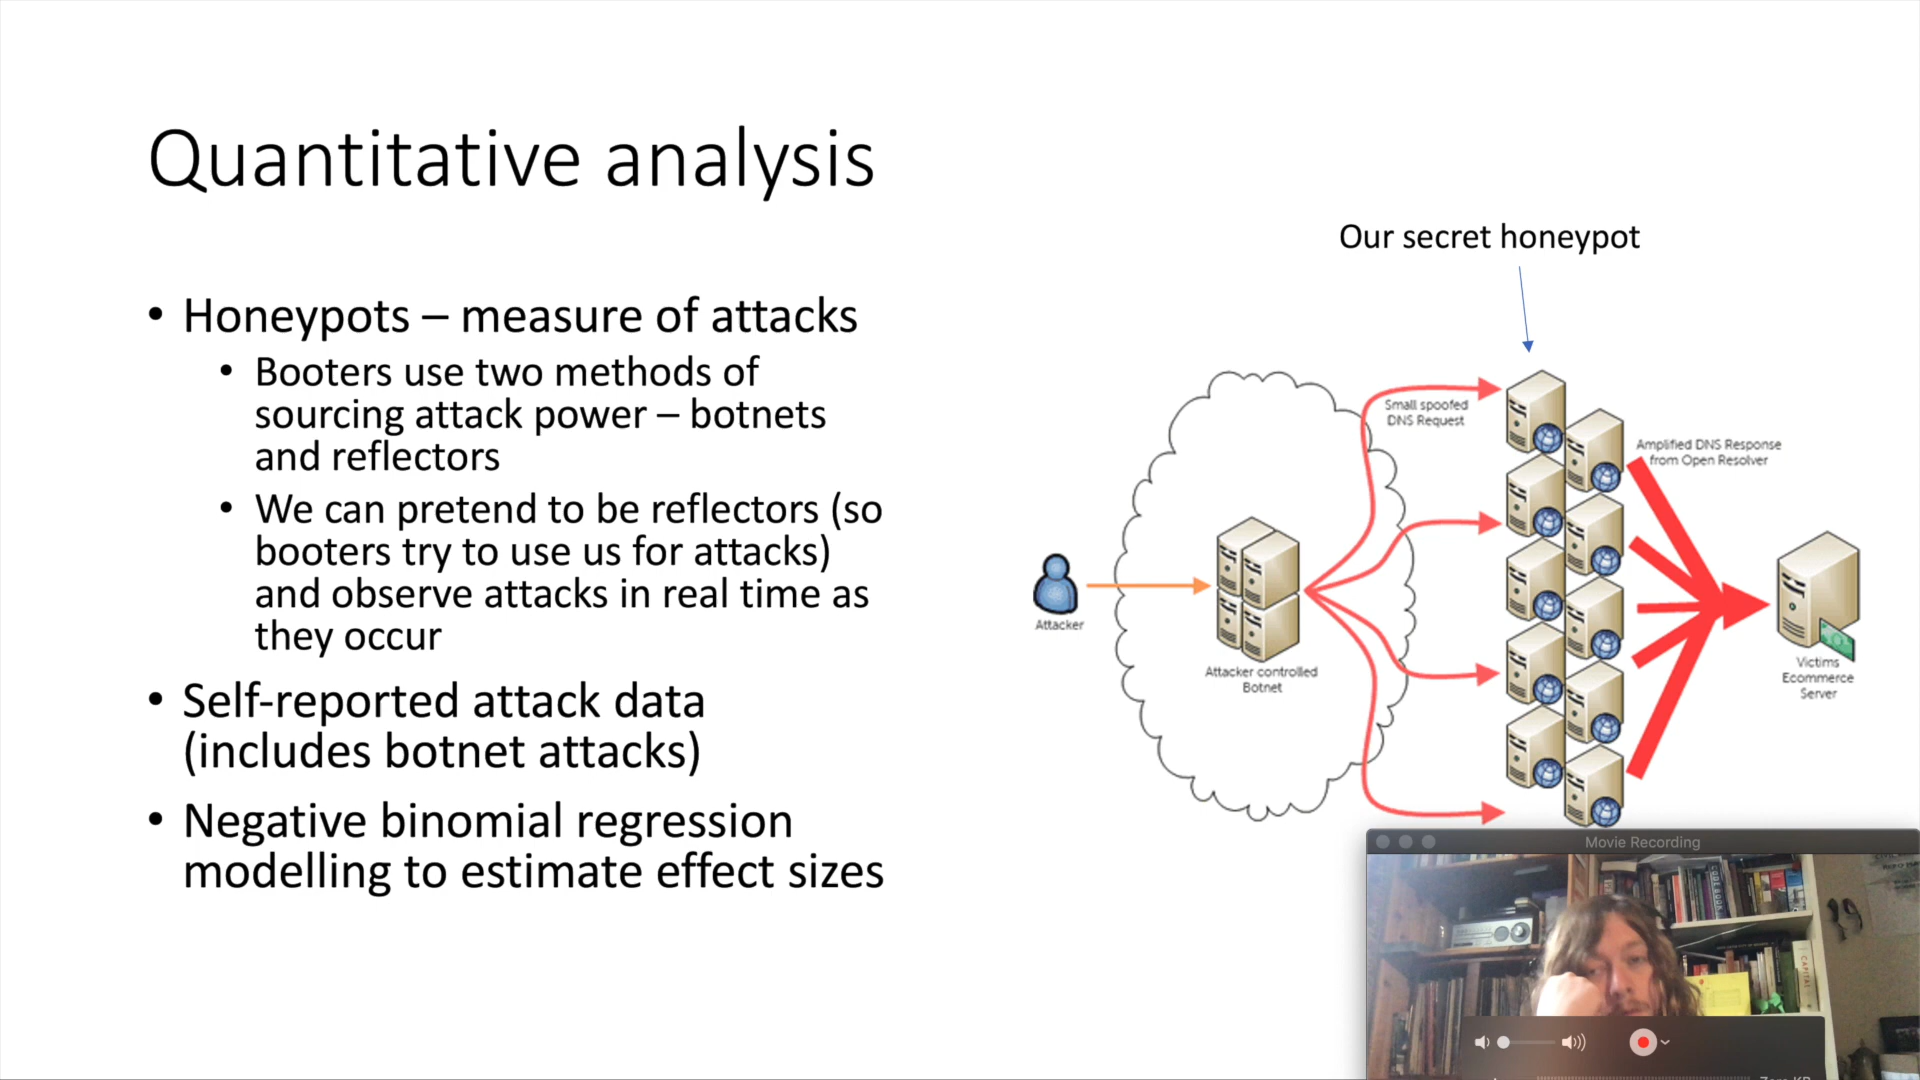 Quantitative analysis
Our secret honeypot
• Honeypots – measure of attacks
• Booters use two methods of
sourcing attack power – botnets
and reflectors
• We can pretend to be reflectors (so
booters try to use us for attacks)
and observe attacks in real time as
they occur
• Self-reported attack data
(includes botnet attacks)
• Negative binomial regression
modelling to estimate effect sizes
Small spoofed
DNS Request
Amplified DNS Response
from Open Resolver
Attacker
Attacker controlled
Botnet
Victims
Ecommerce
Server
Movie Recording
CAPITAL